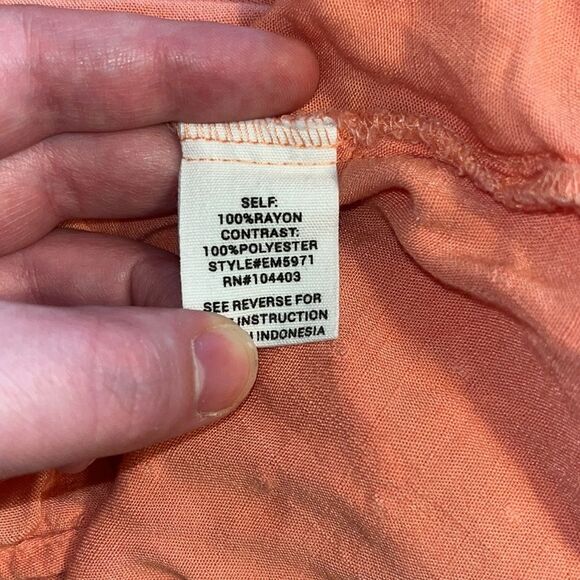 SELF:
100%RAYON
CONTRAST:
100%POLYESTER
STYLE#EM5971
RN#104403
SEE REVERSE FOR
INSTRUCTION
INDONESIA